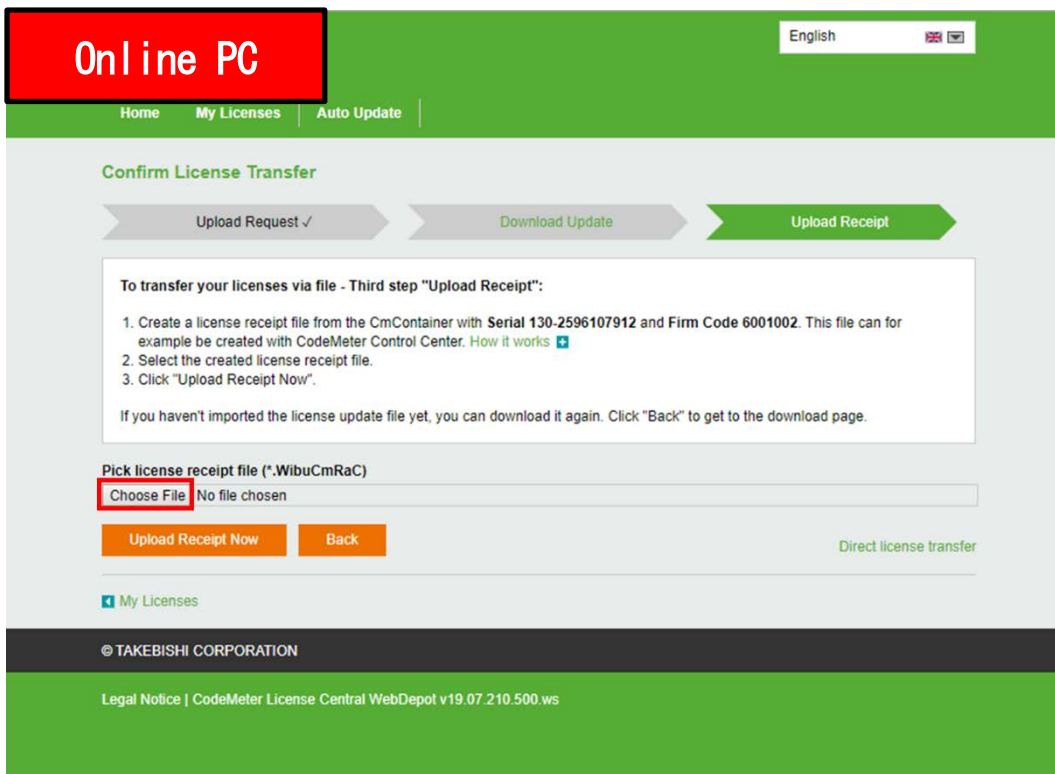 Online PC
English
Home My Licenses Auto Update
Confirm License Transfer
Upload Request ✓ Download Update Upload Receipt
To transfer your licenses via file - Third step "Upload Receipt":
1. Create a license receipt file from the CmContainer with Serial 130-2596107912 and Firm Code 6001002. This file can for
example be created with CodeMeter Control Center. How it works
2. Select the created license receipt file.
3. Click "Upload Receipt Now".
If you haven't imported the license update file yet, you can download it again. Click "Back" to get to the download page.
Pick license receipt file (*.WibuCmRaC)
Choose File No file chosen
Upload Receipt Now Back
Direct license transfer
My Licenses
© TAKEBISHI CORPORATION
Legal Notice | CodeMeter License Central WebDepot v19.07.210.500.ws